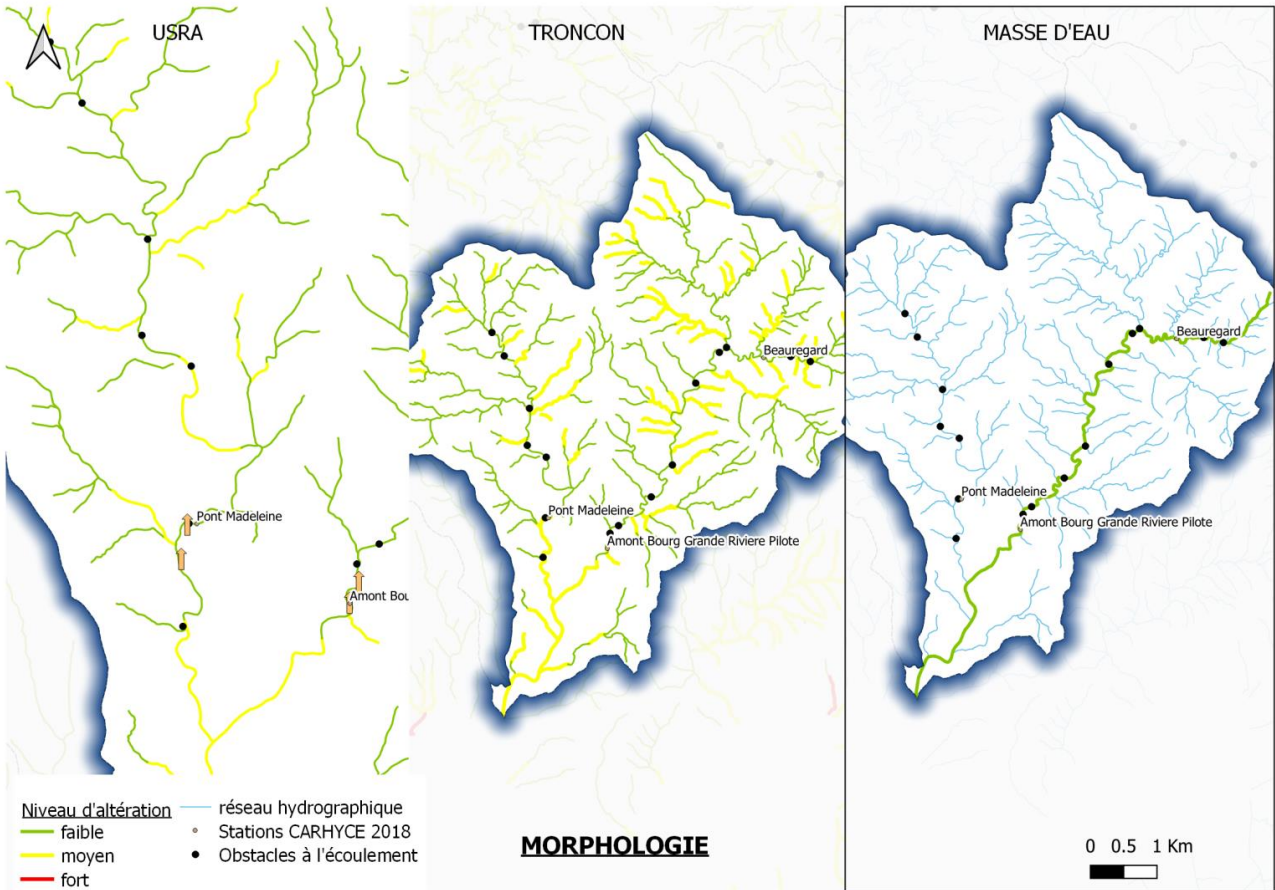 USRA
TRONCON
MASSE D'EAU
Pont Madeleine
Amont Bou
Beauregard
Pont Madeleine
Amont Bourg Grande Riviere Pilote
Beauregard
Pont Madeleine
Amont Bourg Grande Riviere Pilote
Niveau d'altération
faible
moyen
fort
réseau hydrographique
Stations CARHYCE 2018
Obstacles à l'écoulement
MORPHOLOGIE
0 0.5 1 Km